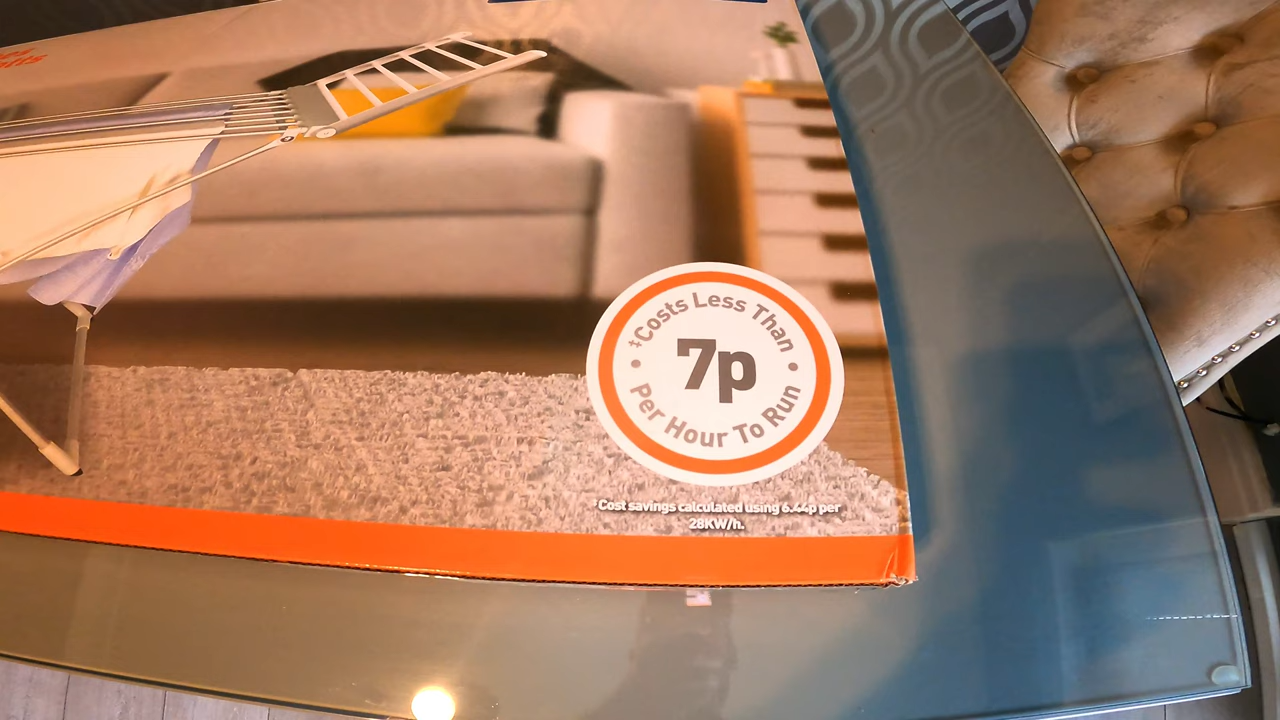 ‡Costs Less Than
7p
Per Hour To Run
‡Cost savings calculated using 6.44p per
28KW/h.